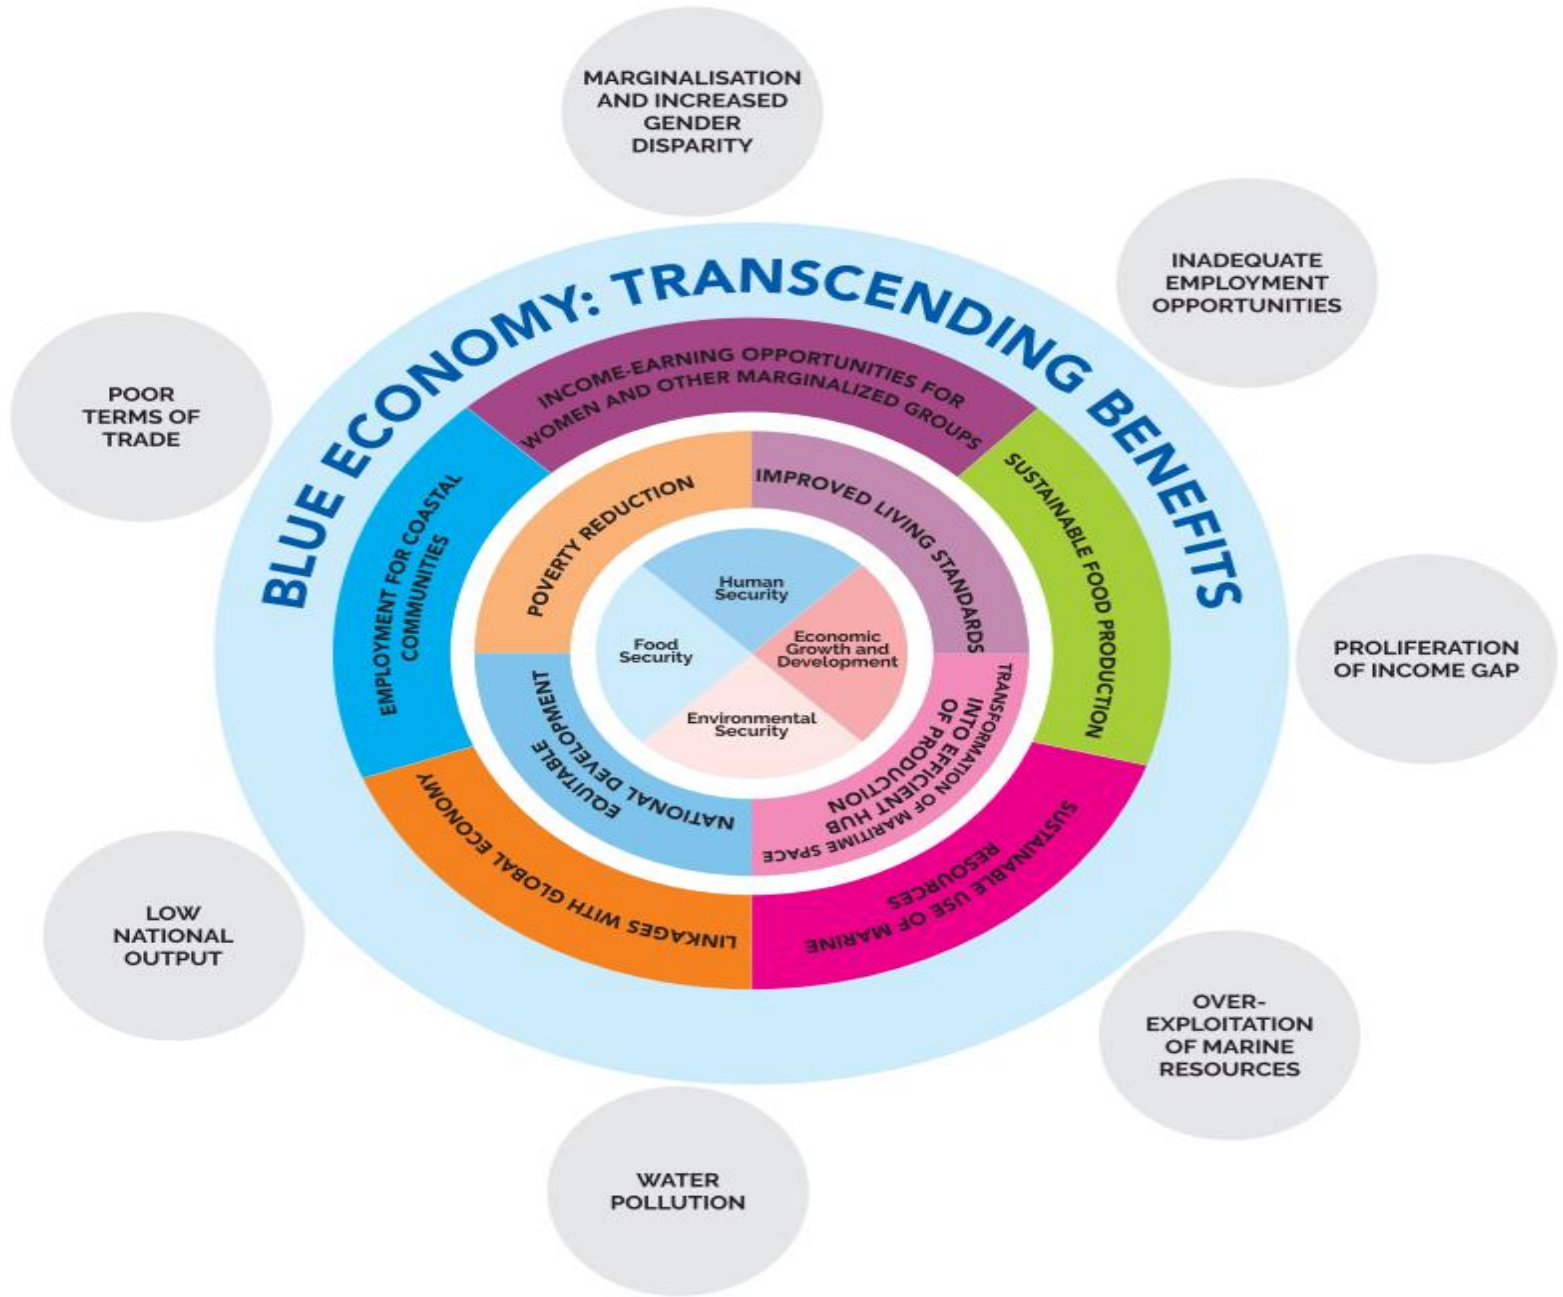 MARGINALISATION
AND INCREASED
GENDER
DISPARITY
INADEQUATE
EMPLOYMENT
OPPORTUNITIES
POOR
TERMS OF
TRADE
BLUE ECONOMY: TRANSCENDING BENEFITS
INCOME-EARNING OPPORTUNITIES FOR
WOMEN AND OTHER MARGINALIZED GROUPS
EMPLOYMENT FOR COASTAL
COMMUNITIES
SUSTAINABLE FOOD PRODUCTION
POVERTY REDUCTION
IMPROVED LIVING STANDARDS
Human
Security
Food
Security
Economic
Growth and
Development
Environmental
Security
EQUITABLE
NATIONAL DEVELOPMENT
TRANSFORMATION OF MARITIME SPACE
INTO EFFICIENT HUB
OF PRODUCTION
LINKAGES WITH GLOBAL ECONOMY
SUSTAINABLE USE OF MARINE
RESOURCES
PROLIFERATION
OF INCOME GAP
LOW
NATIONAL
OUTPUT
OVER-
EXPLOITATION
OF MARINE
RESOURCES
WATER
POLLUTION